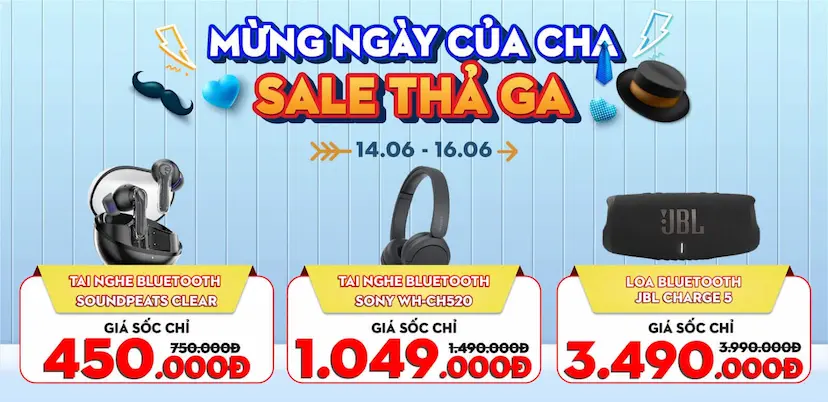 MỪNG NGÀY CỦA CHA
SALE THẢ GA
14.06 - 16.06
JBL
TAI NGHE BLUETOOTH
SOUNDPEATS CLEAR
GIÁ SỐC CHỈ
750.000Đ
450.000Đ
TAI NGHE BLUETOOTH
SONY WH-CH520
GIÁ SỐC CHỈ
1.490.000Đ
1.049.000Đ
LOA BLUETOOTH
JBL CHARGE 5
GIÁ SỐC CHỈ
3.990.000Đ
3.490.000Đ